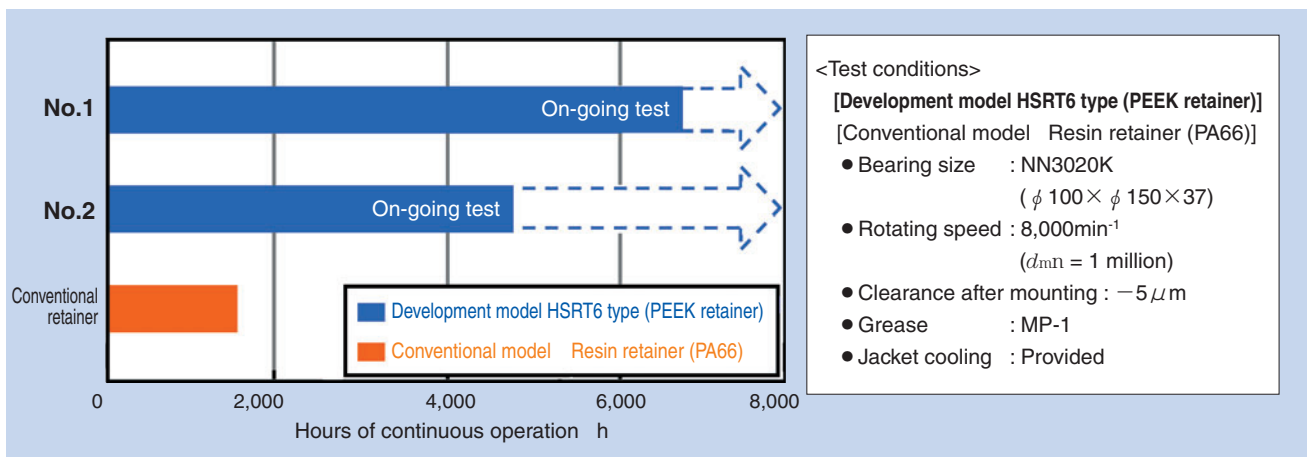 No.1
On-going test
No.2
On-going test
Conventional
retainer
Development model HSRT6 type (PEEK retainer)
Conventional model Resin retainer (PA66)
0 2,000 4,000 6,000 8,000
Hours of continuous operation h
<Test conditions>
[Development model HSRT6 type (PEEK retainer)]
[Conventional model Resin retainer (PA66)]
● Bearing size : NN3020K
(ϕ100×ϕ150×37)
● Rotating speed : 8,000min⁻¹
(dmn = 1 million)
● Clearance after mounting : −5μm
● Grease : MP-1
● Jacket cooling : Provided